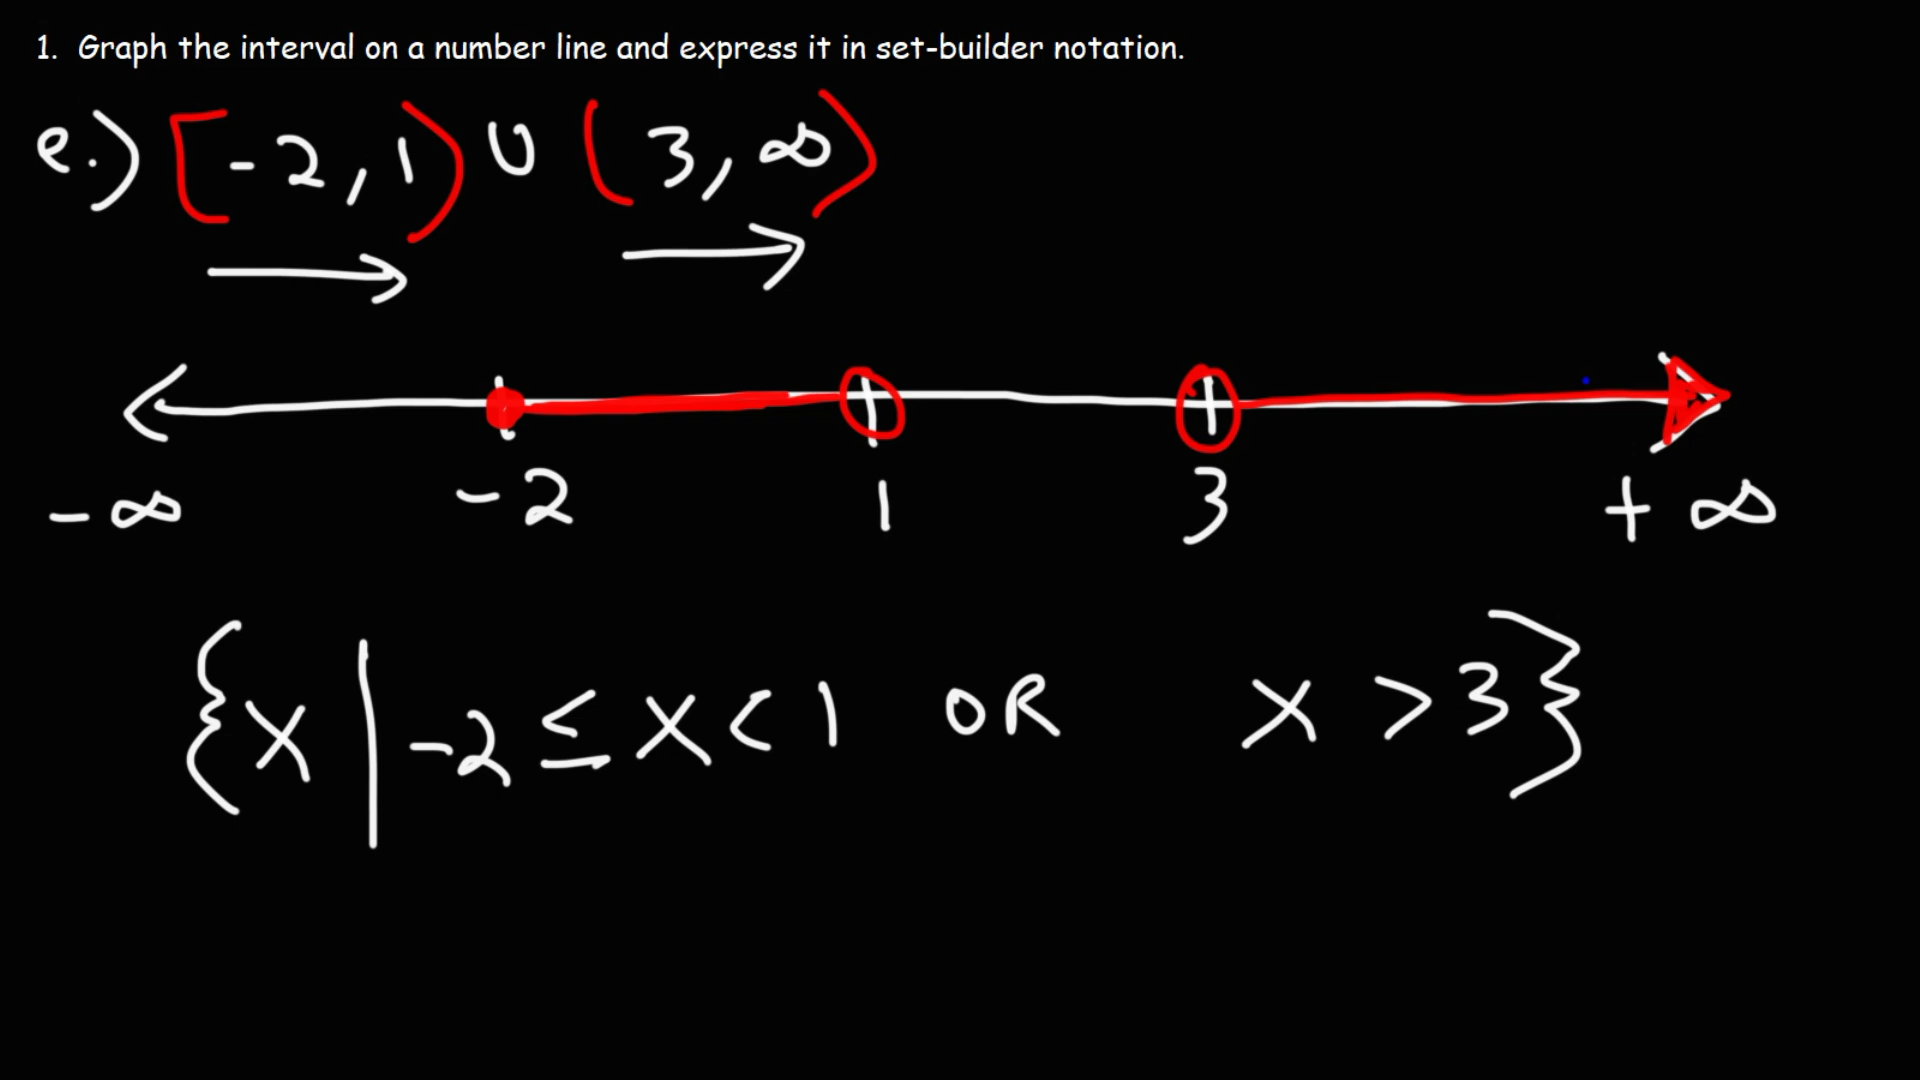 1. Graph the interval on a number line and express it in set-builder notation.
e.) [-2, 1) ∪ (3, ∞)
-∞ -2 1 3 +∞
{x | -2 ≤ x < 1 OR x > 3}